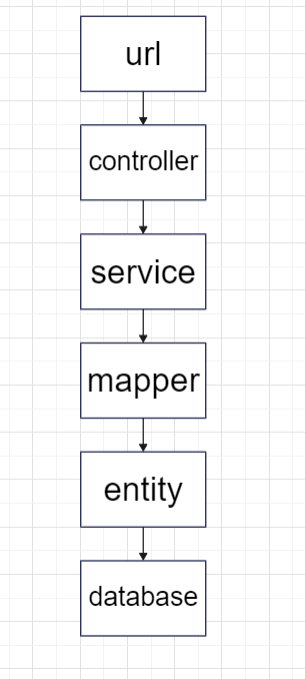 url
controller
service
mapper
entity
database